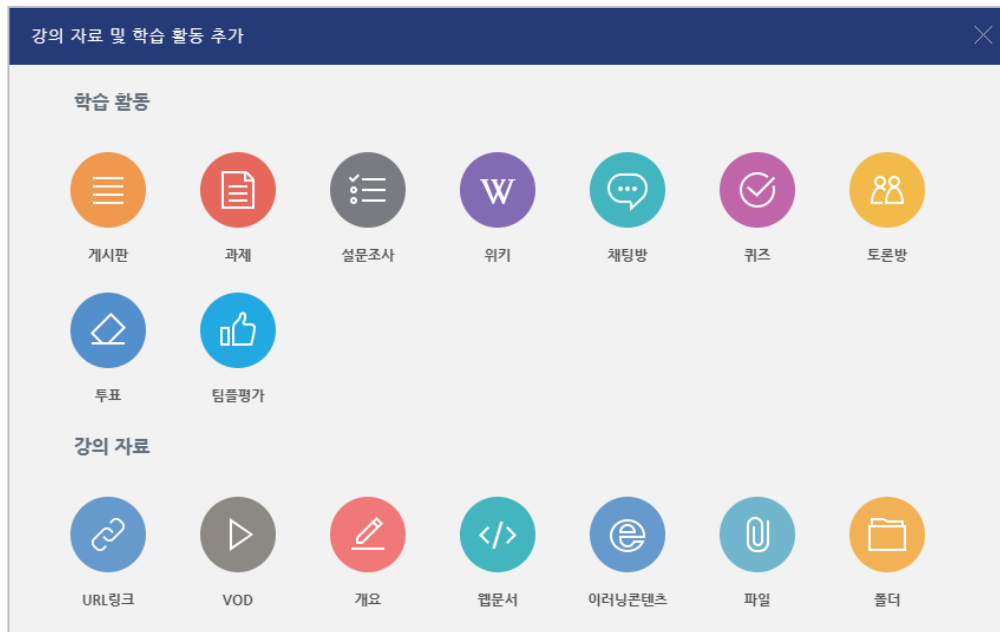 강의 자료 및 학습 활동 추가
학습 활동
W
게시판 과제 설문조사 위키 채팅방 퀴즈 토론방
투표 팀플평가
강의 자료
</> e
URL링크 VOD 개요 웹문서 이러닝콘텐츠 파일 폴더